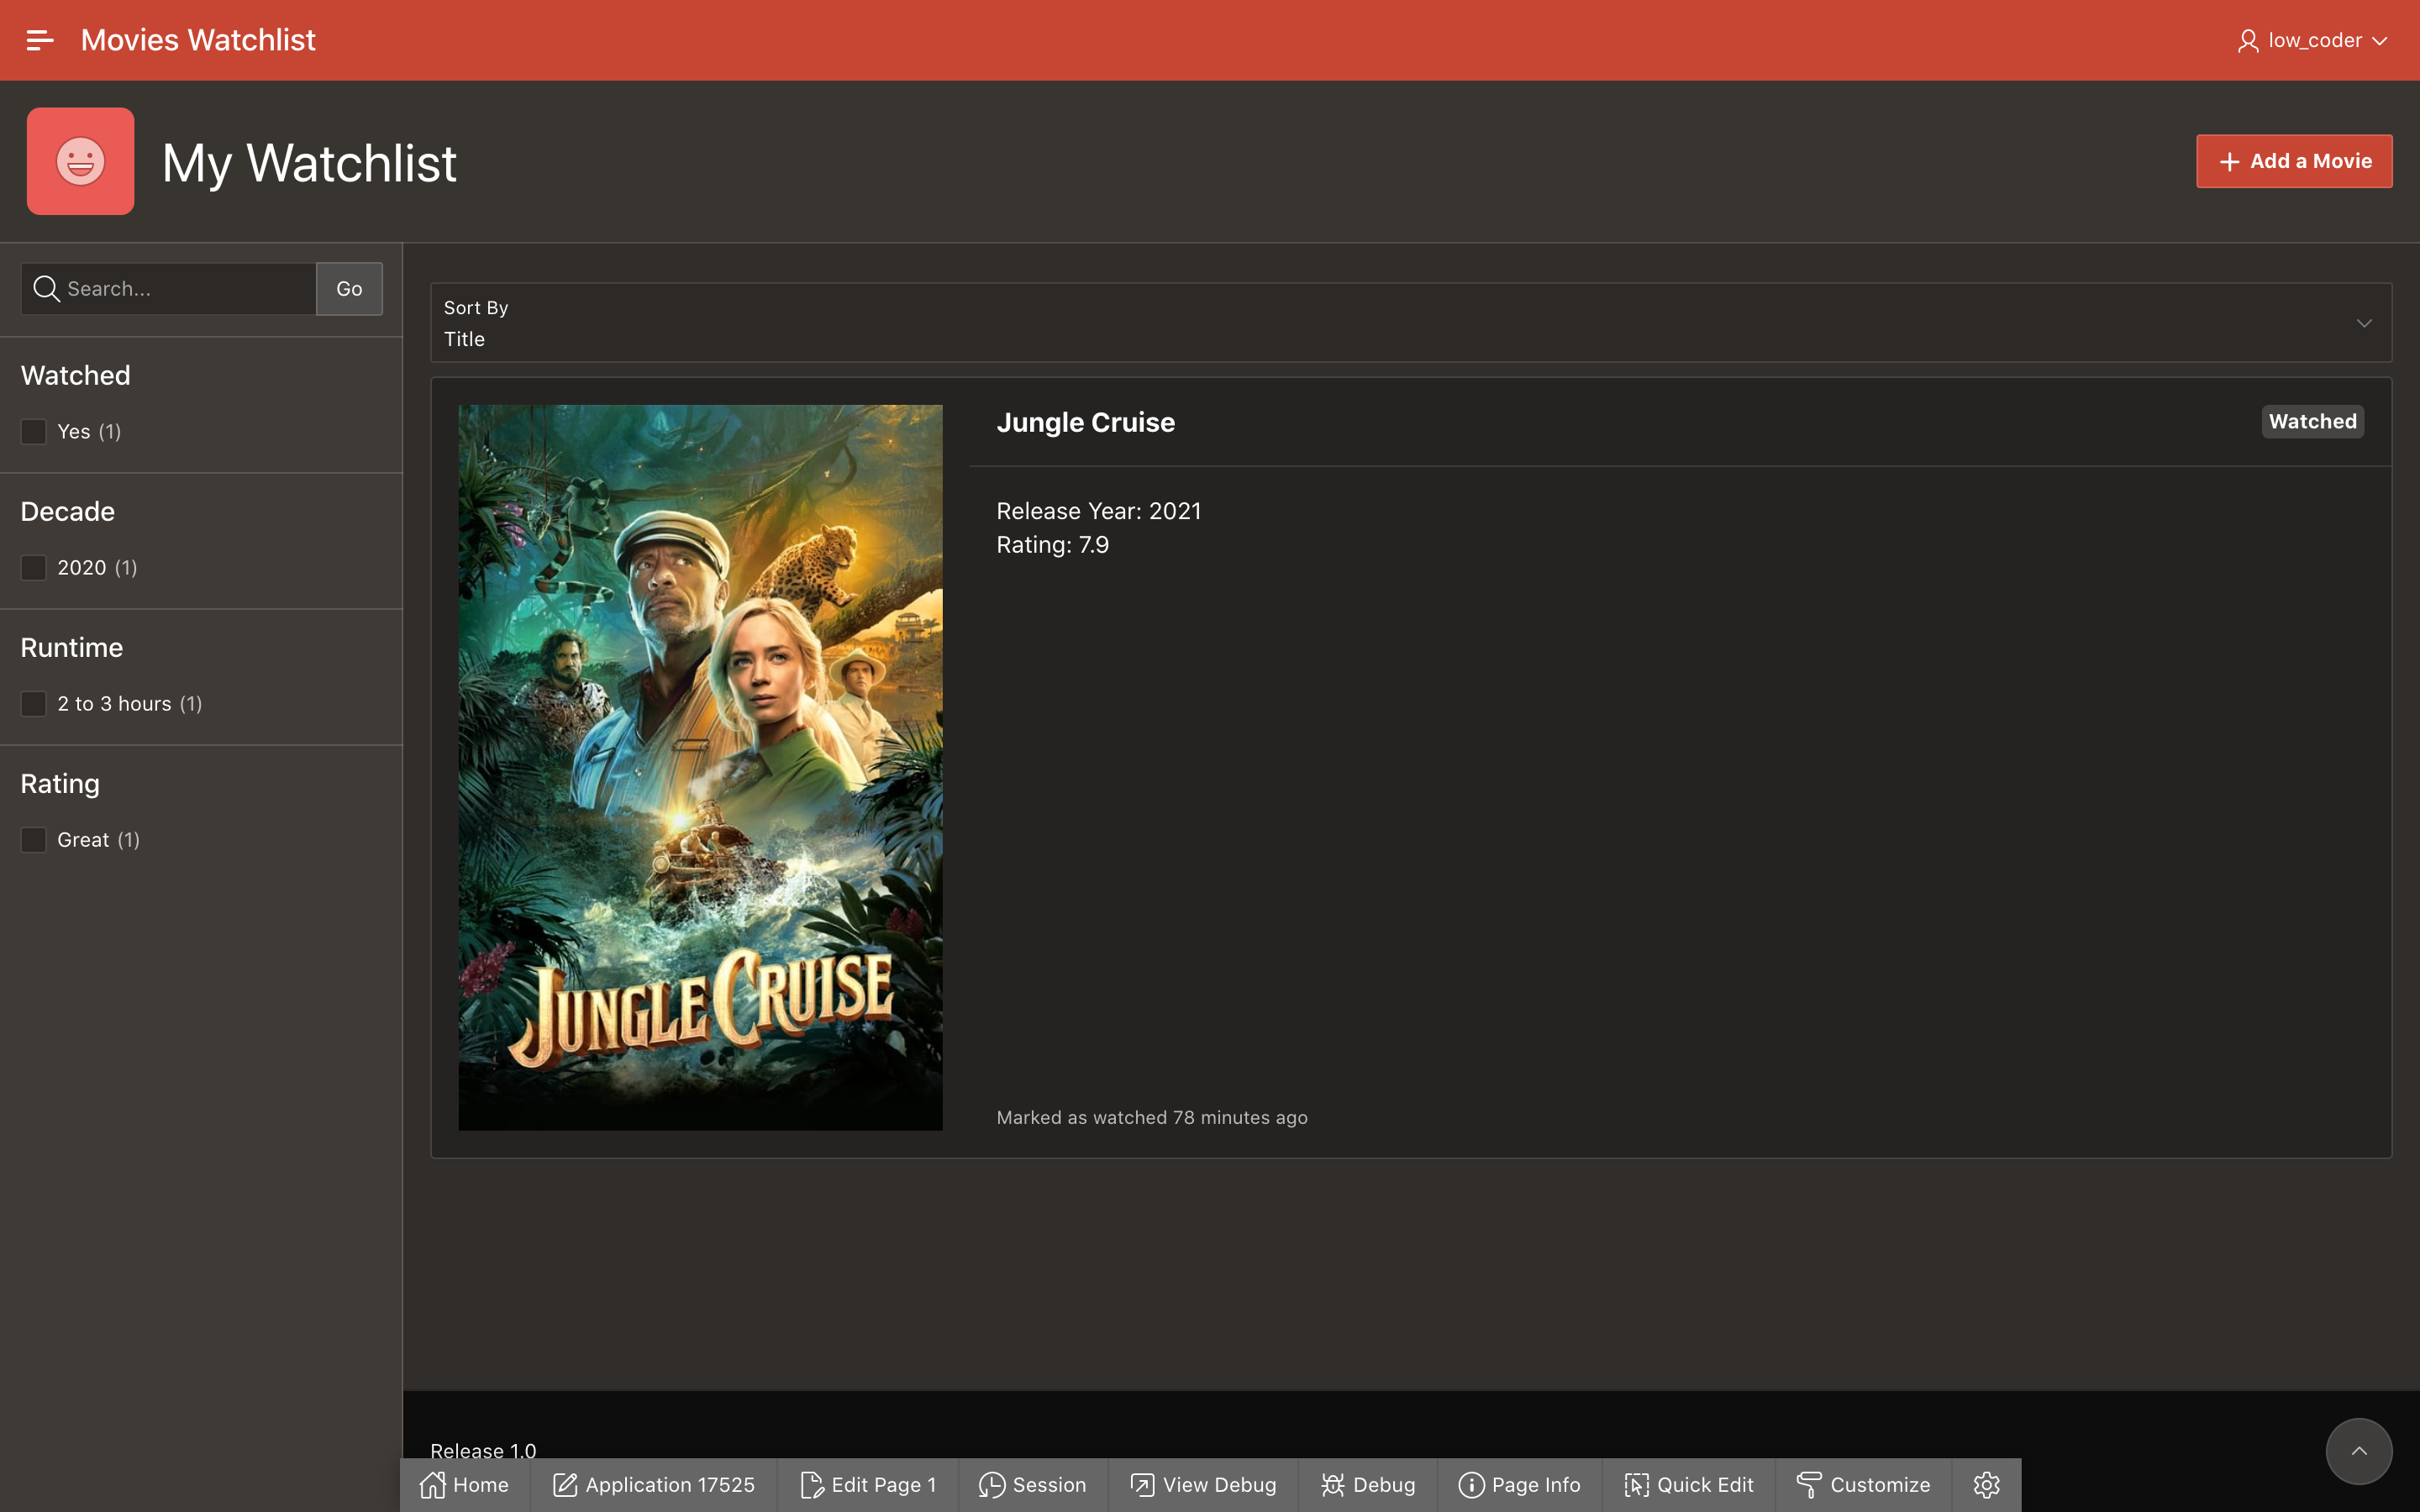 Movies Watchlist
low_coder
My Watchlist
Add a Movie
Search...
Go
Watched
Yes (1)
Decade
2020 (1)
Runtime
2 to 3 hours (1)
Rating
Great (1)
Sort By
Title
JUNGLE CRUISE
Jungle Cruise
Watched
Release Year: 2021
Rating: 7.9
Marked as watched 78 minutes ago
Release 1.0
Home
Application 17525
Edit Page 1
Session
View Debug
Debug
Page Info
Quick Edit
Customize